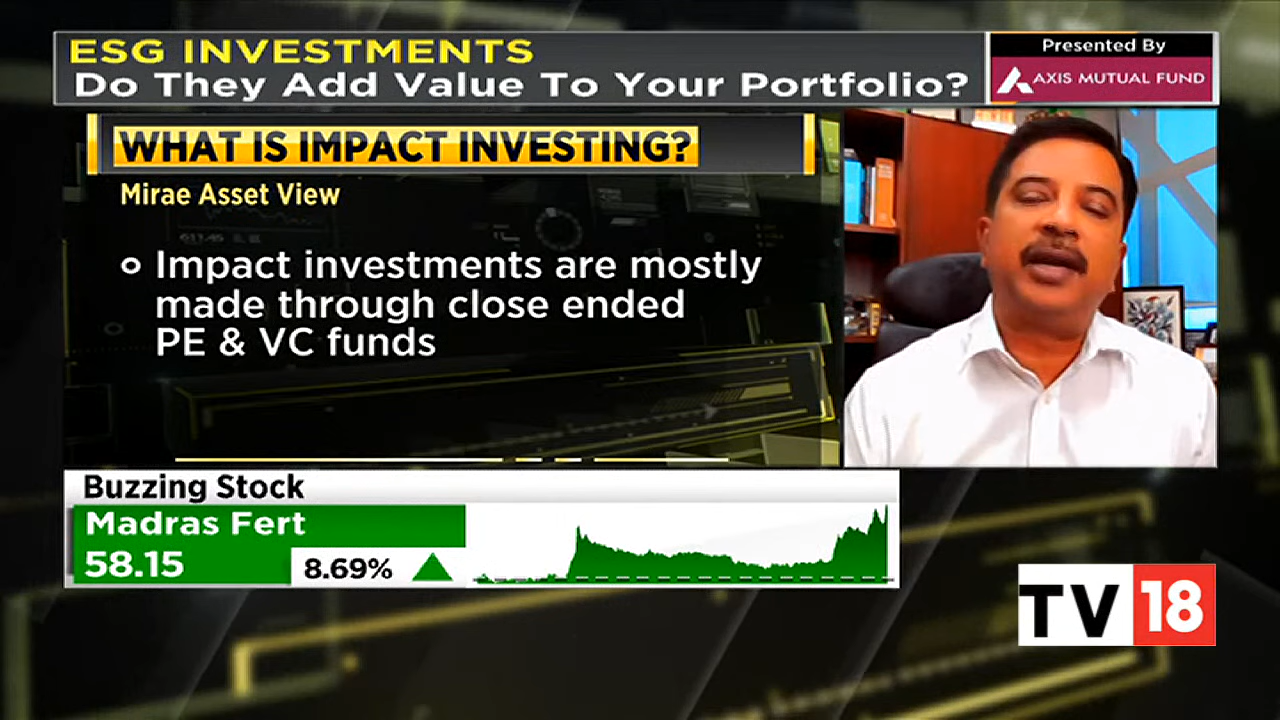 ESG INVESTMENTS
Do They Add Value To Your Portfolio?
Presented By
AXIS MUTUAL FUND
WHAT IS IMPACT INVESTING?
Mirae Asset View
Impact investments are mostly
made through close ended
PE & VC funds
Buzzing Stock
Madras Fert
58.15
8.69%
TV18